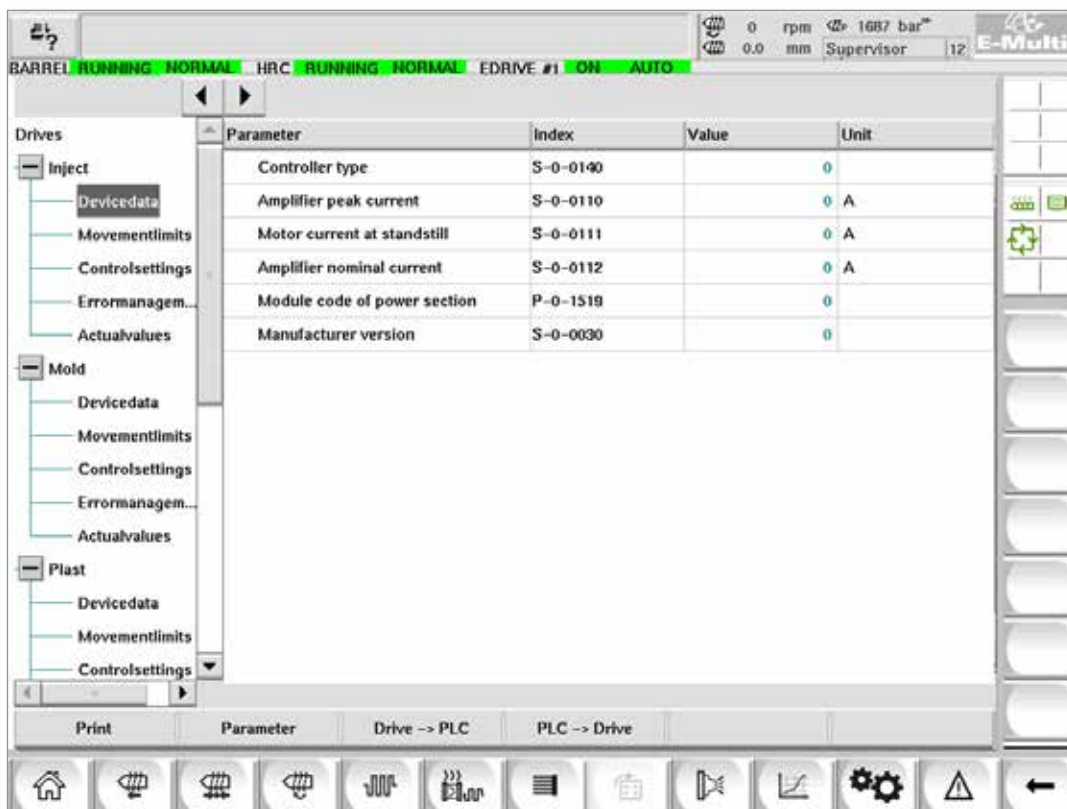 0 rpm 1687 bar
0.0 mm Supervisor 12 E-Multi
BARREL RUNNING NORMAL HRC RUNNING NORMAL EDRIVE #1 ON AUTO
Drives
Parameter Index Value Unit
Inject
Controller type S-0-0140 0
Devicedata
Amplifier peak current S-0-0110 0 A
Movementlimits
Motor current at standstill S-0-0111 0 A
Controlsettings
Amplifier nominal current S-0-0112 0 A
Errormanagem...
Module code of power section P-0-1519 0
Actualvalues
Manufacturer version S-0-0030 0
Mold
Devicedata
Movementlimits
Controlsettings
Errormanagem...
Actualvalues
Plast
Devicedata
Movementlimits
Controlsettings
Print Parameter Drive -> PLC PLC -> Drive